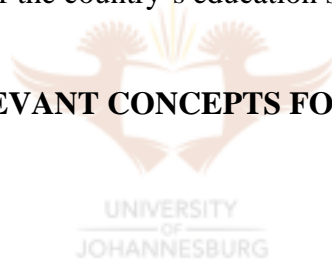 the country's education s
EVANT CONCEPTS FO
UNIVERSITY
OF
JOHANNESBURG